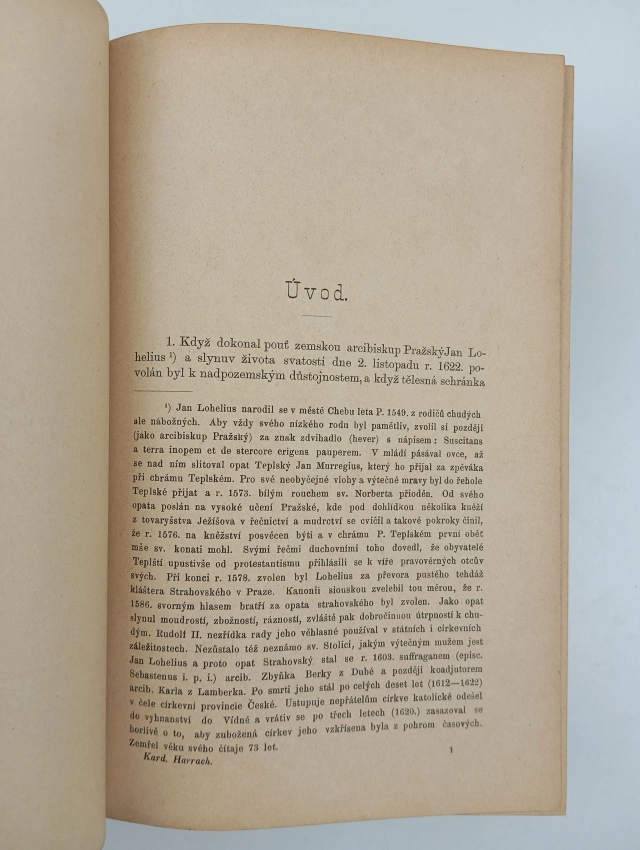 Úvod.
1. Když dokonal pouť zemskou arcibiskup Pražský Jan Lo-
helius ¹) a slynuv života svatostí dne 2. listopadu r. 1622. po-
volán byl k nadpozemským důstojnostem, a když tělesná schránka
¹) Jan Lohelius narodil se v městě Chebu leta P. 1549. z rodičů chudých
ale nábožných. Aby vždy svého nízkého rodu byl pamětliv, zvolil si později
(jako arcibiskup Pražský) za znak zdvihadlo (hever) s nápisem: Suscitans
a terra inopem et de stercore erigens pauperem. V mládí pásával ovce, až
se nad ním slitoval opat Teplský Jan Murregius, který ho přijal za zpěváka
při chrámu Teplském. Pro své neobyčejné vlohy a výtečné mravy byl do řehole
Teplské přijat a r. 1573. bílým rouchem sv. Norberta přioděn. Od svého
opata poslán na vysoké učení Pražské, kde pod dohlídkou několika kněží
z tovaryšstva Ježíšova v řečnictví a mudrctví se cvičil a takové pokroky činil,
že r. 1576. na kněžství posvěcen býti a v chrámu P. Teplském první oběť
mše sv. konati mohl. Svými řečmi duchovními toho dovedl, že obyvatelé
Teplští upustivše od protestantismu přihlásili se k víře pravověrných otcův
svých. Při konci r. 1578. zvolen byl Lohelius za převora pustého tehdáž
kláštera Strahovského v Praze. Kanonii siouskou zvelebil tou měrou, že r.
1586. svorným hlasem bratří za opata strahovského byl zvolen. Jako opat
slynul moudrostí, zbožností, rázností, zvláště pak dobročinnou útrpností k chu-
dým. Rudolf II. nezřídka rady jeho věhlasné používal v státních i církevních
záležitostech. Nezůstalo též neznámo sv. Stolici, jakým výtečným mužem jest
Jan Lohelius a proto opat Strahovský stal se r. 1603. suffraganem (episc.
Sebastenus i. p. i.) arcib. Zbyňka Berky z Dubé a později koadjutorem
arcib. Karla z Lamberka. Po smrti jeho stál po celých deset let (1612—1622)
v čele církevní provincie České. Ustupuje nepřátelům církve katolické odešel
do vyhnanství do Vídně a vrátiv se po třech letech (1620.) zasazoval se
horlivě o to, aby zubožená církev jeho vzkříšena byla z pohrom časových.
Zemřel věku svého čítaje 73 let.
Kard. Harrach.
1